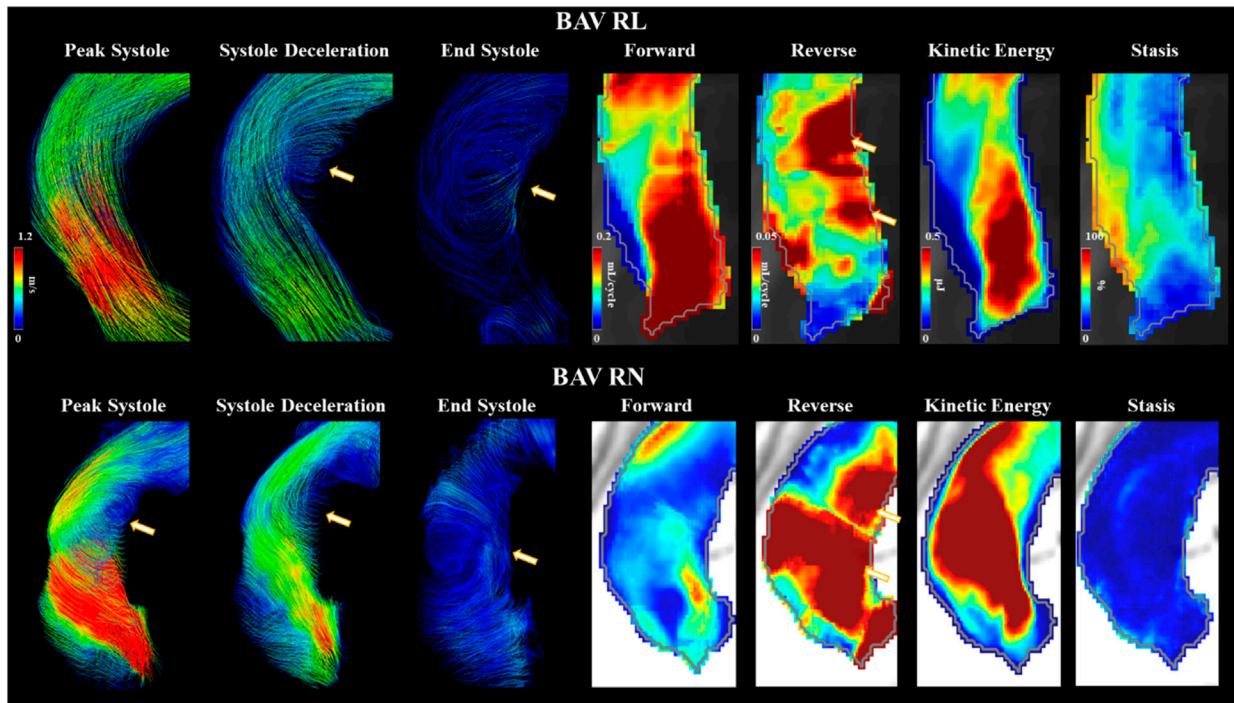 BAV RL
Peak Systole Systole Deceleration End Systole Forward Reverse Kinetic Energy Stasis
1.2
m/s
0
0.2
mL/cycle
0
0.05
mL/cycle
0
0.5
µJ
0
100
%
0
BAV RN
Peak Systole Systole Deceleration End Systole Forward Reverse Kinetic Energy Stasis